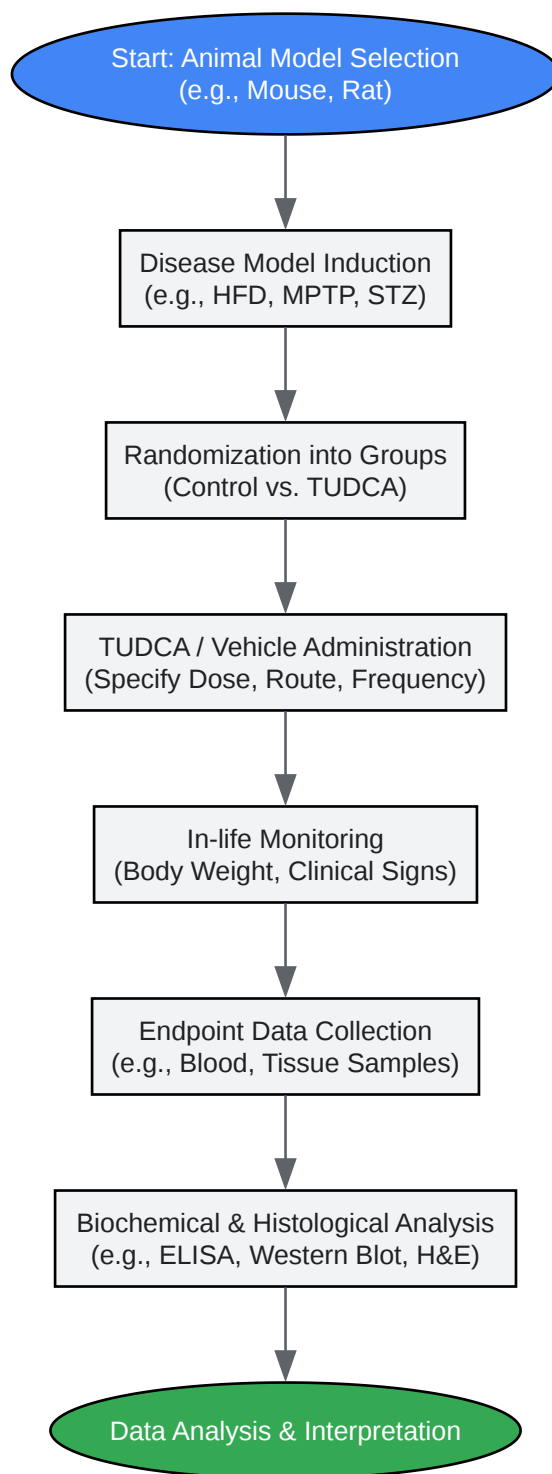 Start: Animal Model Selection
(e.g., Mouse, Rat)
Disease Model Induction
(e.g., HFD, MPTP, STZ)
Randomization into Groups
(Control vs. TUDCA)
TUDCA / Vehicle Administration
(Specify Dose, Route, Frequency)
In-life Monitoring
(Body Weight, Clinical Signs)
Endpoint Data Collection
(e.g., Blood, Tissue Samples)
Biochemical & Histological Analysis
(e.g., ELISA, Western Blot, H&E)
Data Analysis & Interpretation